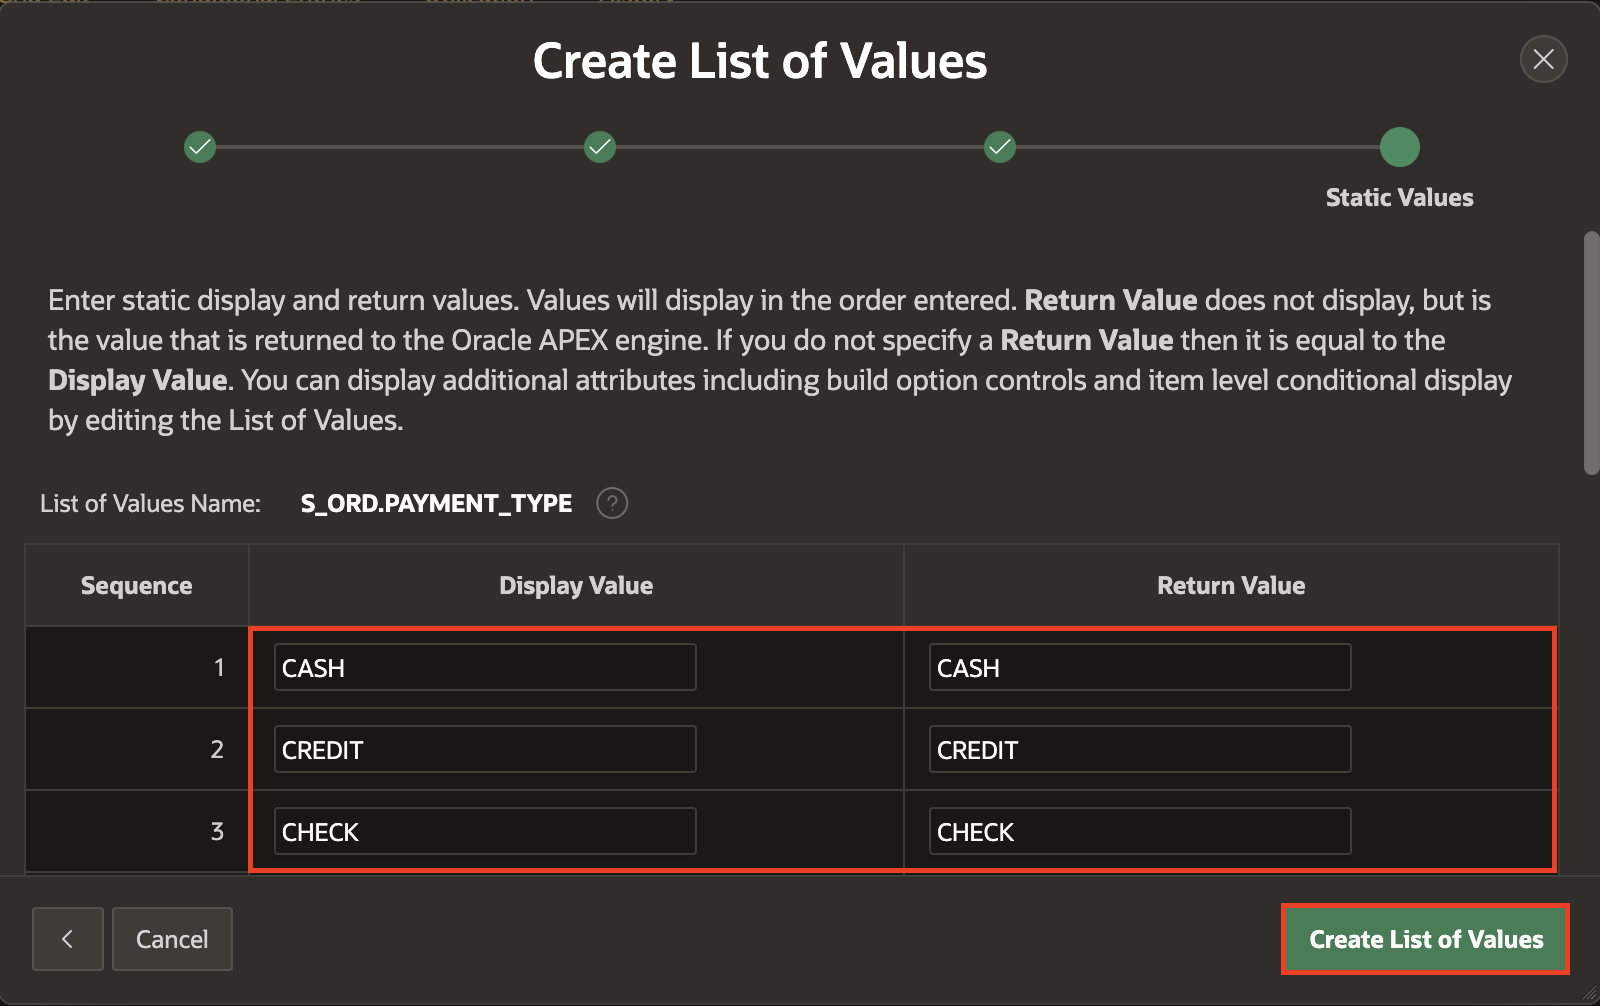 Create List of Values
Static Values
Enter static display and return values. Values will display in the order entered. Return Value does not display, but is
the value that is returned to the Oracle APEX engine. If you do not specify a Return Value then it is equal to the
Display Value. You can display additional attributes including build option controls and item level conditional display
by editing the List of Values.
List of Values Name: S_ORD.PAYMENT_TYPE ?
Sequence Display Value Return Value
1 CASH CASH
2 CREDIT CREDIT
3 CHECK CHECK
Cancel Create List of Values